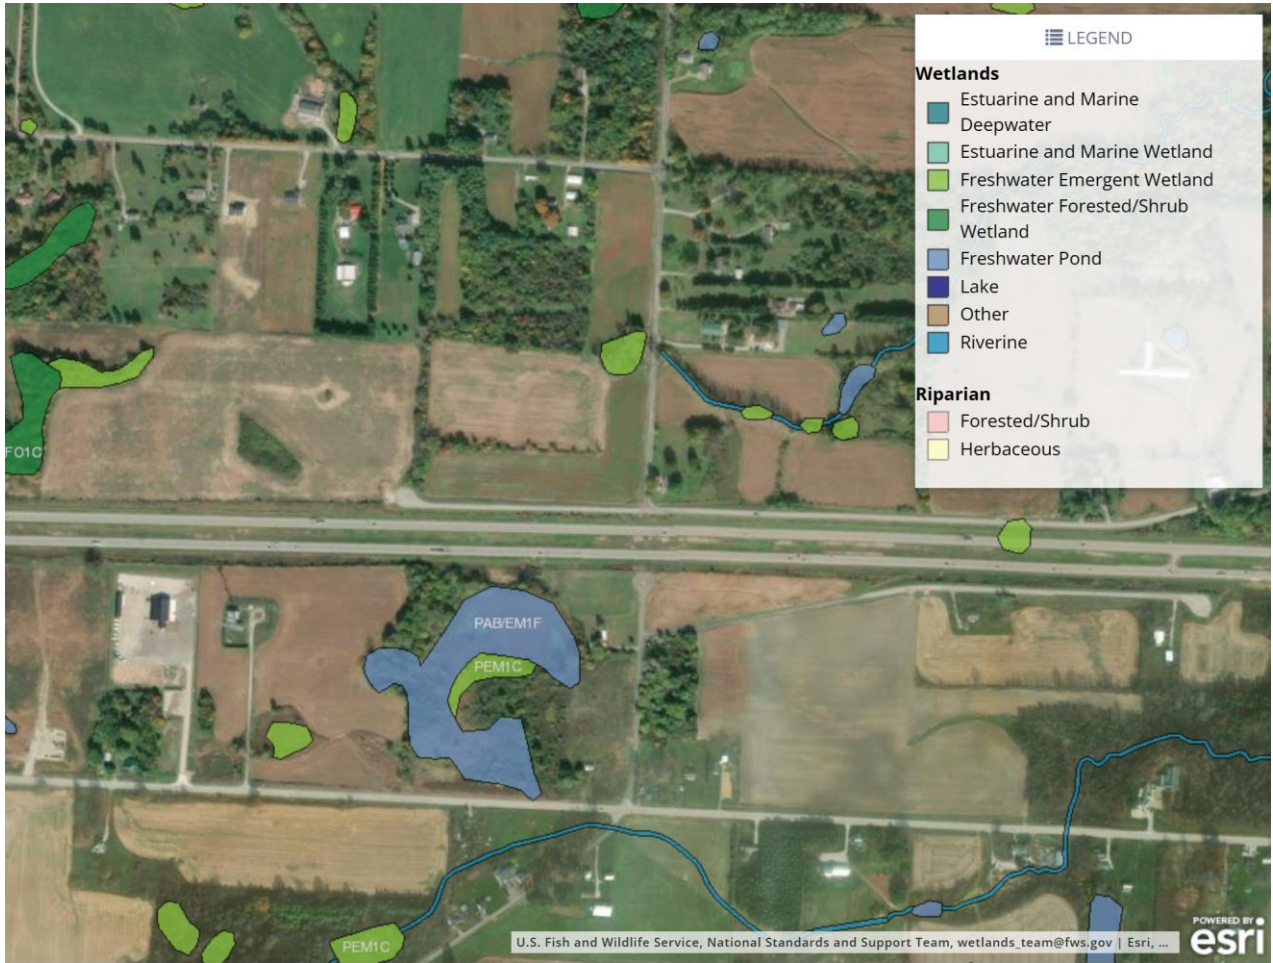 LEGEND
Wetlands
Estuarine and Marine
Deepwater
Estuarine and Marine Wetland
Freshwater Emergent Wetland
Freshwater Forested/Shrub
Wetland
Freshwater Pond
Lake
Other
Riverine
Riparian
Forested/Shrub
Herbaceous
FO1C
PAB/EM1F
PEM1C
PEM1C
U.S. Fish and Wildlife Service, National Standards and Support Team, wetlands_team@fws.gov | Esri, ...
POWERED BY
esri